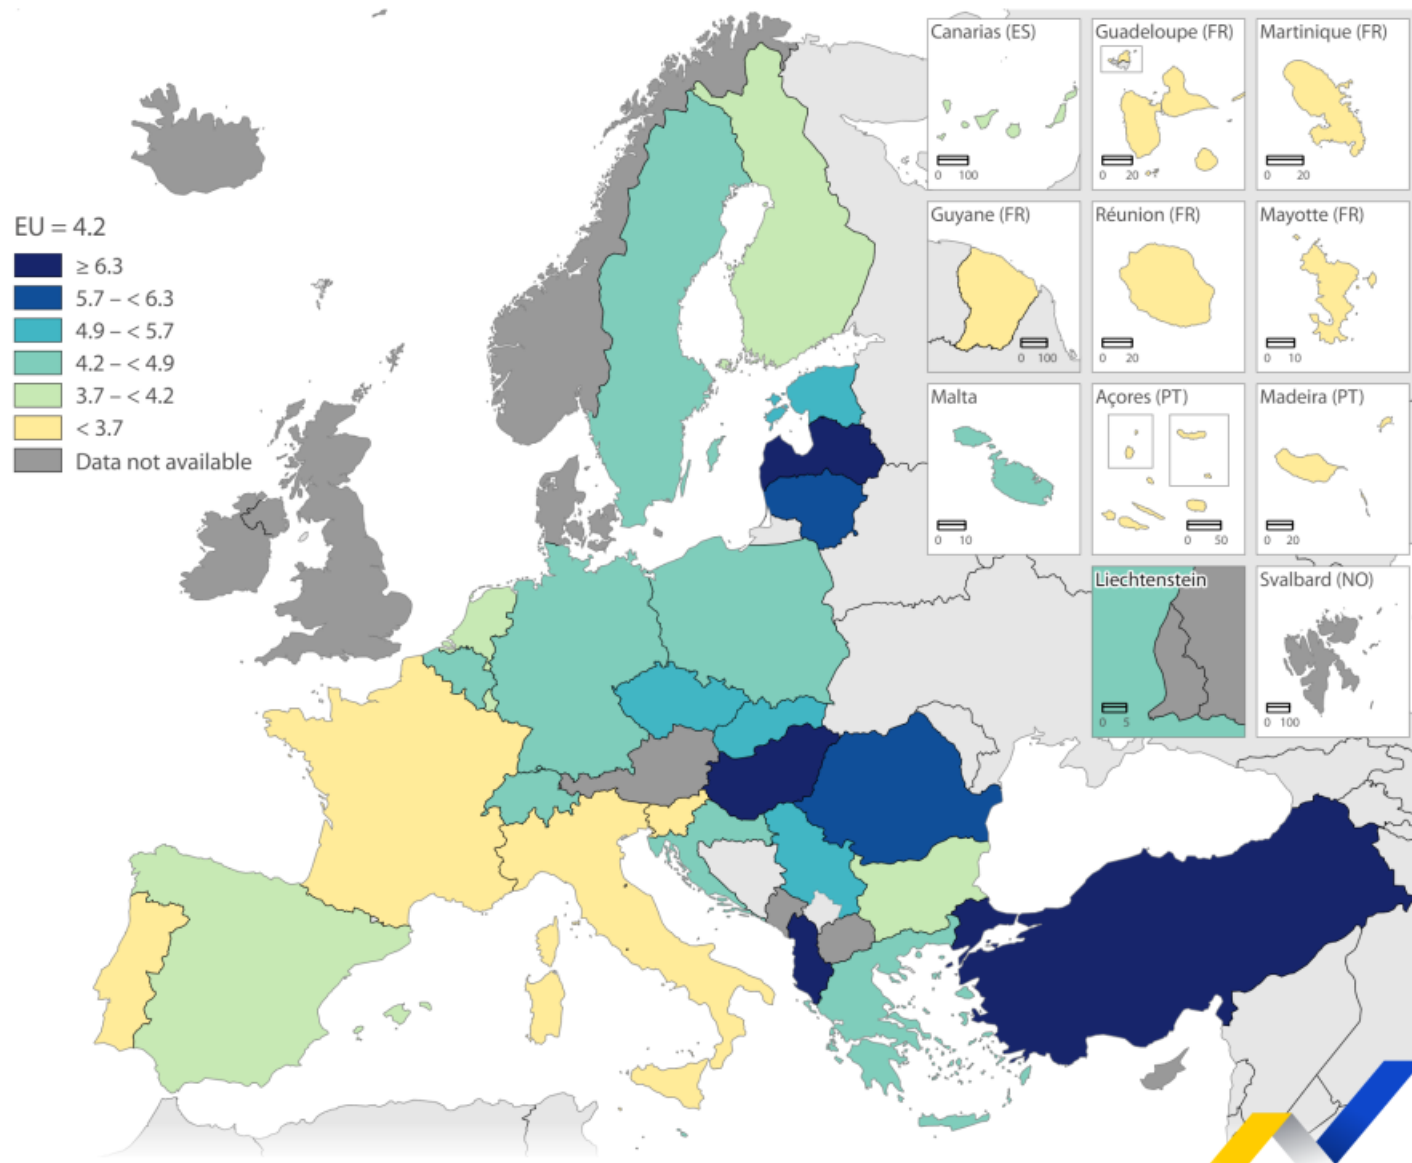 EU = 4.2
≥ 6.3
5.7 – < 6.3
4.9 – < 5.7
4.2 – < 4.9
3.7 – < 4.2
< 3.7
Data not available
Canarias (ES)
0 100
Guadeloupe (FR)
0 20
Martinique (FR)
0 20
Guyane (FR)
0 100
Réunion (FR)
0 20
Mayotte (FR)
0 10
Malta
0 10
Açores (PT)
0 50
Madeira (PT)
0 20
Liechtenstein
0 5
Svalbard (NO)
0 100